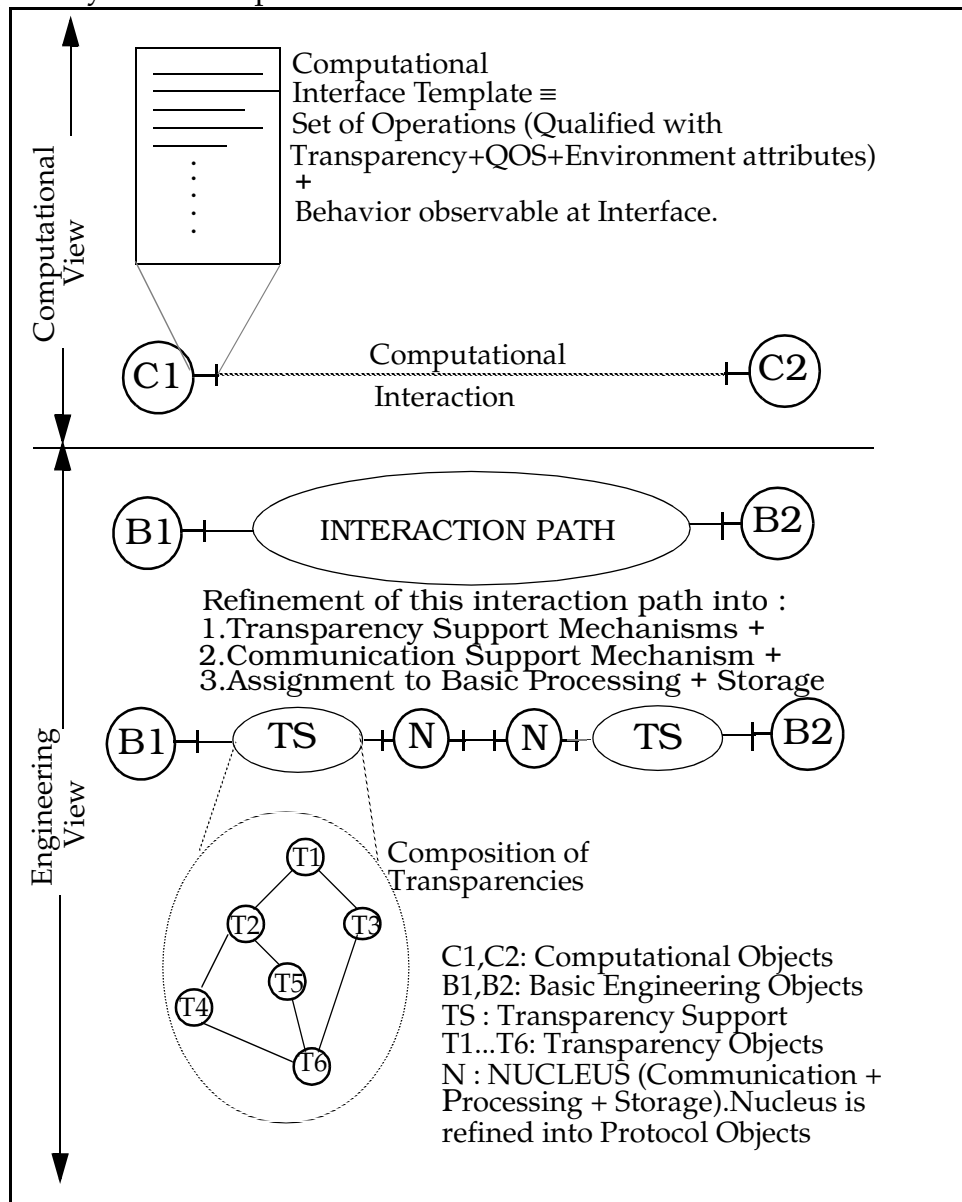 Computational
Interface Template ≡
Set of Operations (Qualified with
Transparency+QOS+Environment attributes)
+
Behavior observable at Interface.
Computational
View
C1
Computational
Interaction
C2
B1
INTERACTION PATH
B2
Refinement of this interaction path into :
1.Transparency Support Mechanisms +
2.Communication Support Mechanism +
3.Assignment to Basic Processing + Storage
B1
TS
N
N
TS
B2
Engineering
View
T1
T2
T3
T5
T4
T6
Composition of
Transparencies
C1,C2: Computational Objects
B1,B2: Basic Engineering Objects
TS : Transparency Support
T1...T6: Transparency Objects
N : NUCLEUS (Communication +
Processing + Storage).Nucleus is
refined into Protocol Objects